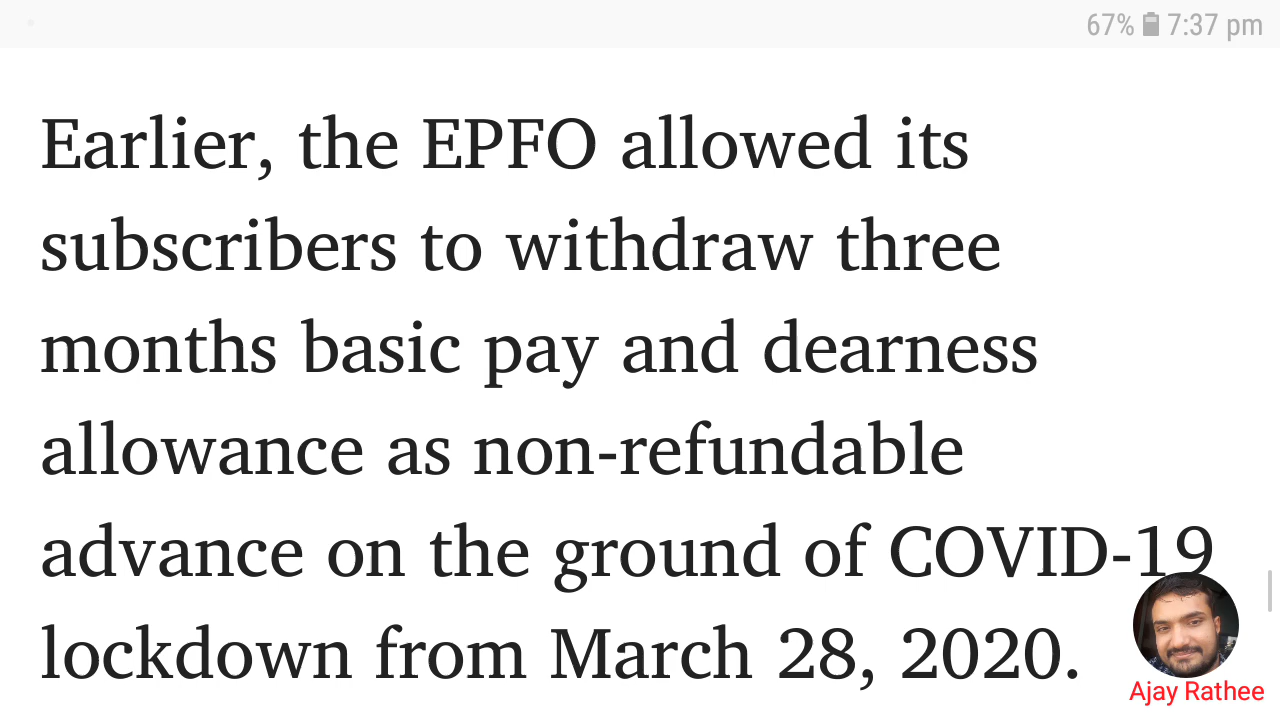 67% 7:37 pm
Earlier, the EPFO allowed its
subscribers to withdraw three
months basic pay and dearness
allowance as non-refundable
advance on the ground of COVID-19
lockdown from March 28, 2020.
Ajay Rathee